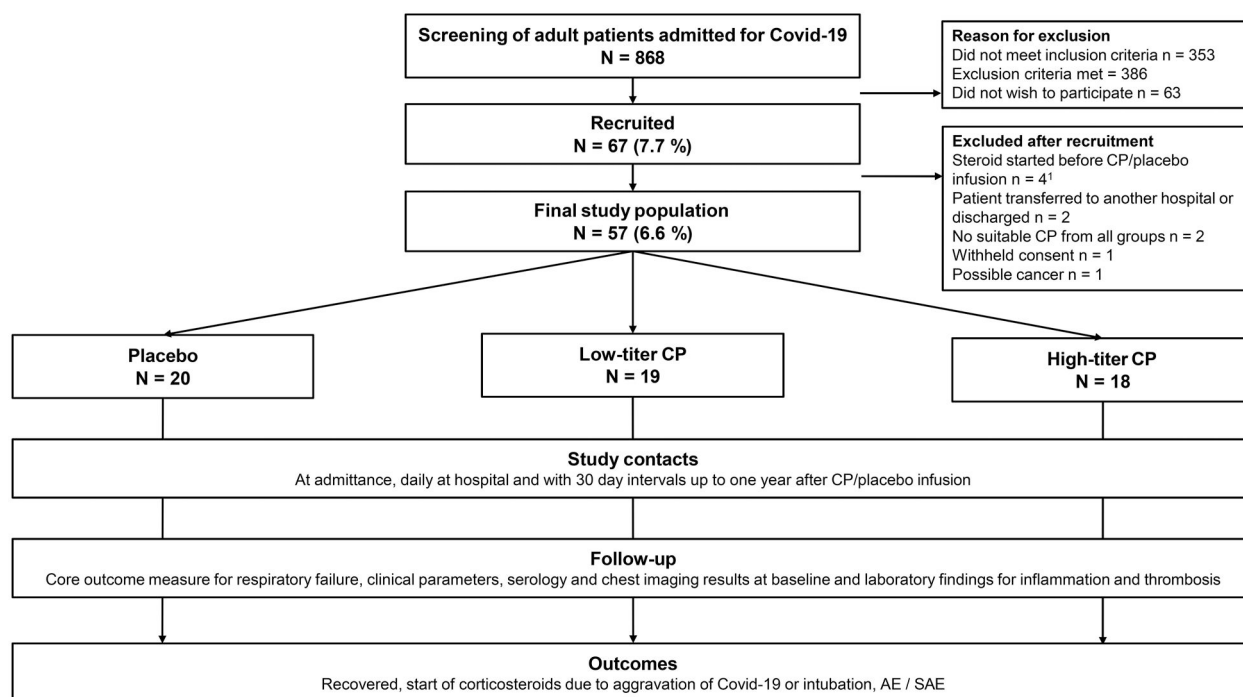 Screening of adult patients admitted for Covid-19
N = 868
Reason for exclusion
Did not meet inclusion criteria n = 353
Exclusion criteria met = 386
Did not wish to participate n = 63
Recruited
N = 67 (7.7 %)
Excluded after recruitment
Steroid started before CP/placebo
infusion n = 4¹
Patient transferred to another hospital or
discharged n = 2
No suitable CP from all groups n = 2
Withheld consent n = 1
Possible cancer n = 1
Final study population
N = 57 (6.6 %)
Placebo
N = 20
Low-titer CP
N = 19
High-titer CP
N = 18
Study contacts
At admittance, daily at hospital and with 30 day intervals up to one year after CP/placebo infusion
Follow-up
Core outcome measure for respiratory failure, clinical parameters, serology and chest imaging results at baseline and laboratory findings for inflammation and thrombosis
Outcomes
Recovered, start of corticosteroids due to aggravation of Covid-19 or intubation, AE / SAE